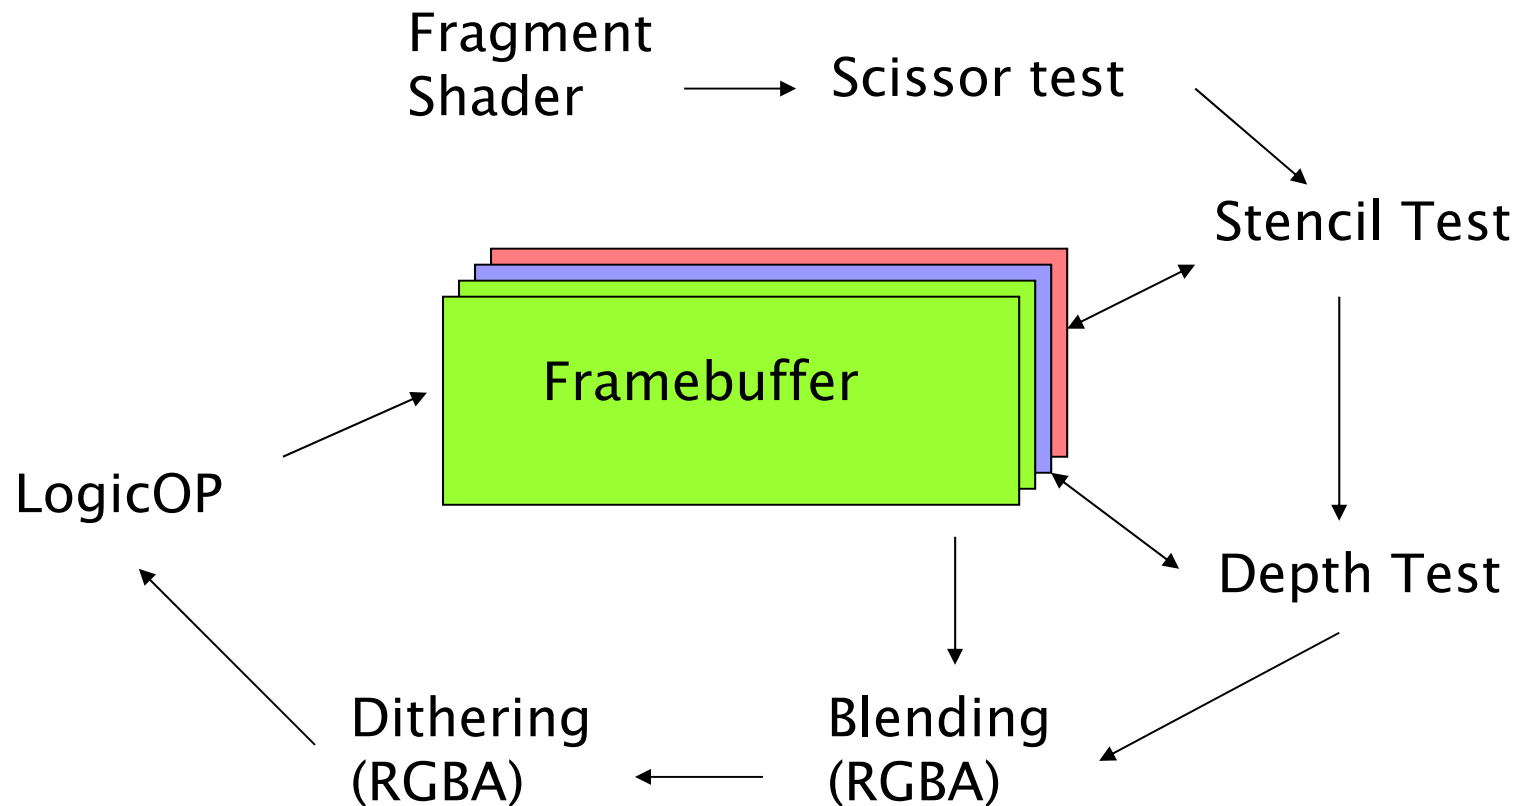 Fragment
Shader
Scissor test
Stencil Test
Framebuffer
LogicOP
Depth Test
Dithering
(RGBA)
Blending
(RGBA)